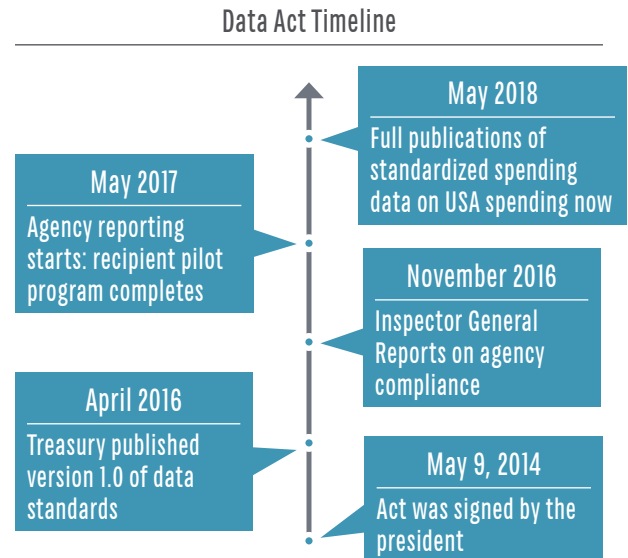 Data Act Timeline
May 2018
Full publications of
standardized spending
data on USA spending now
May 2017
Agency reporting
starts: recipient pilot
program completes
November 2016
Inspector General
Reports on agency
compliance
April 2016
Treasury published
version 1.0 of data
standards
May 9, 2014
Act was signed by the
president